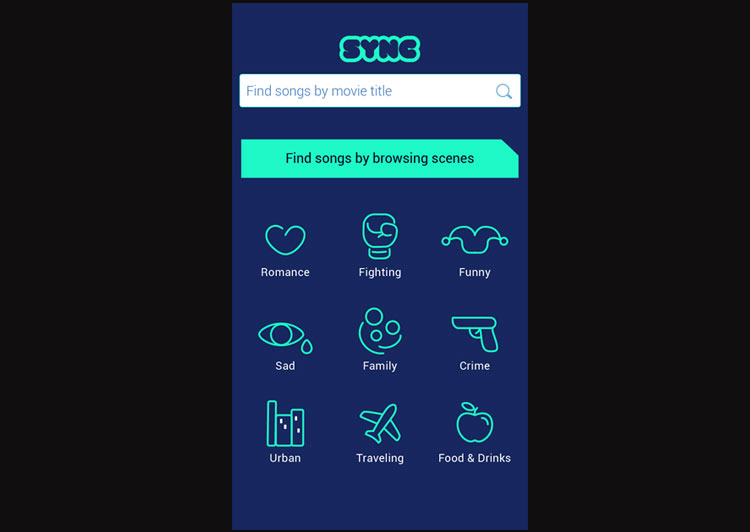 SYNC
Find songs by movie title
Find songs by browsing scenes
Romance
Fighting
Funny
Sad
Family
Crime
Urban
Traveling
Food & Drinks